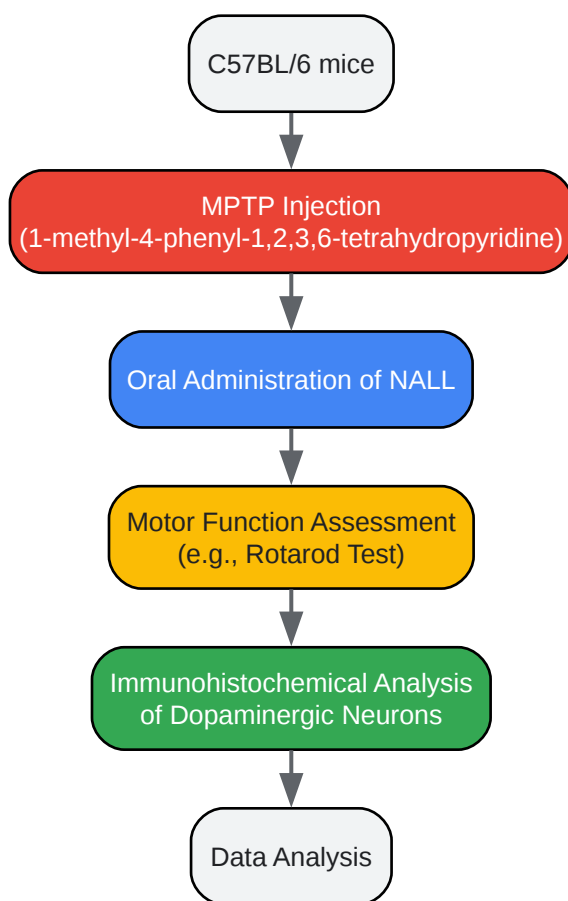 C57BL/6 mice
MPTP Injection
(1-methyl-4-phenyl-1,2,3,6-tetrahydropyridine)
Oral Administration of NALL
Motor Function Assessment
(e.g., Rotarod Test)
Immunohistochemical Analysis
of Dopaminergic Neurons
Data Analysis